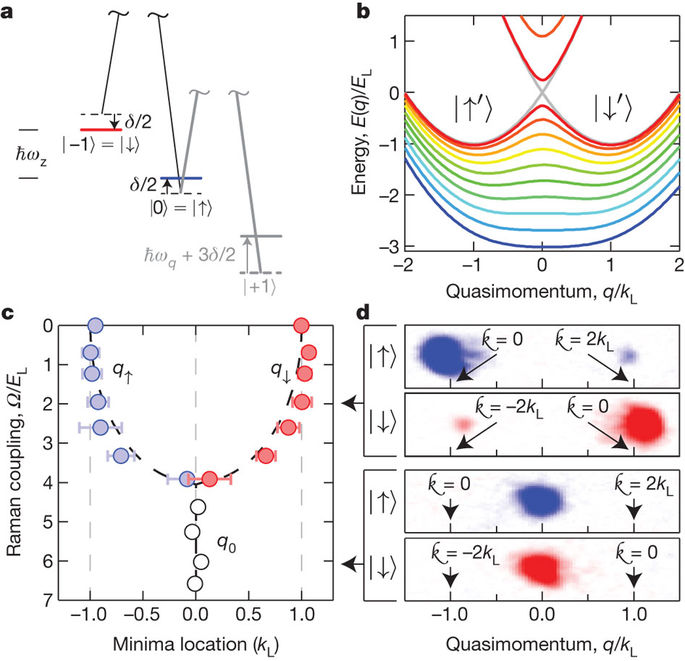 a
δ/2
|−1⟩ = |↓⟩
ħω_z
δ/2
|0⟩ = |↑⟩
ħω_q + 3δ/2
|+1⟩
b
Energy, E(q)/E_L
0
−1
−2
−3
|↑′⟩
|↓′⟩
−2
−1
0
1
2
Quasimomentum, q/k_L
c
Raman coupling, Ω/E_L
0
1
2
3
4
5
6
7
q_↑
q_↓
q_0
−1.0
−0.5
0.0
0.5
1.0
Minima location (k_L)
d
|↑⟩
k = 0
k = 2k_L
|↓⟩
k = −2k_L
k = 0
|↑⟩
k = 0
k = 2k_L
|↓⟩
k = −2k_L
k = 0
−1.0
0.0
1.0
Quasimomentum, q/k_L